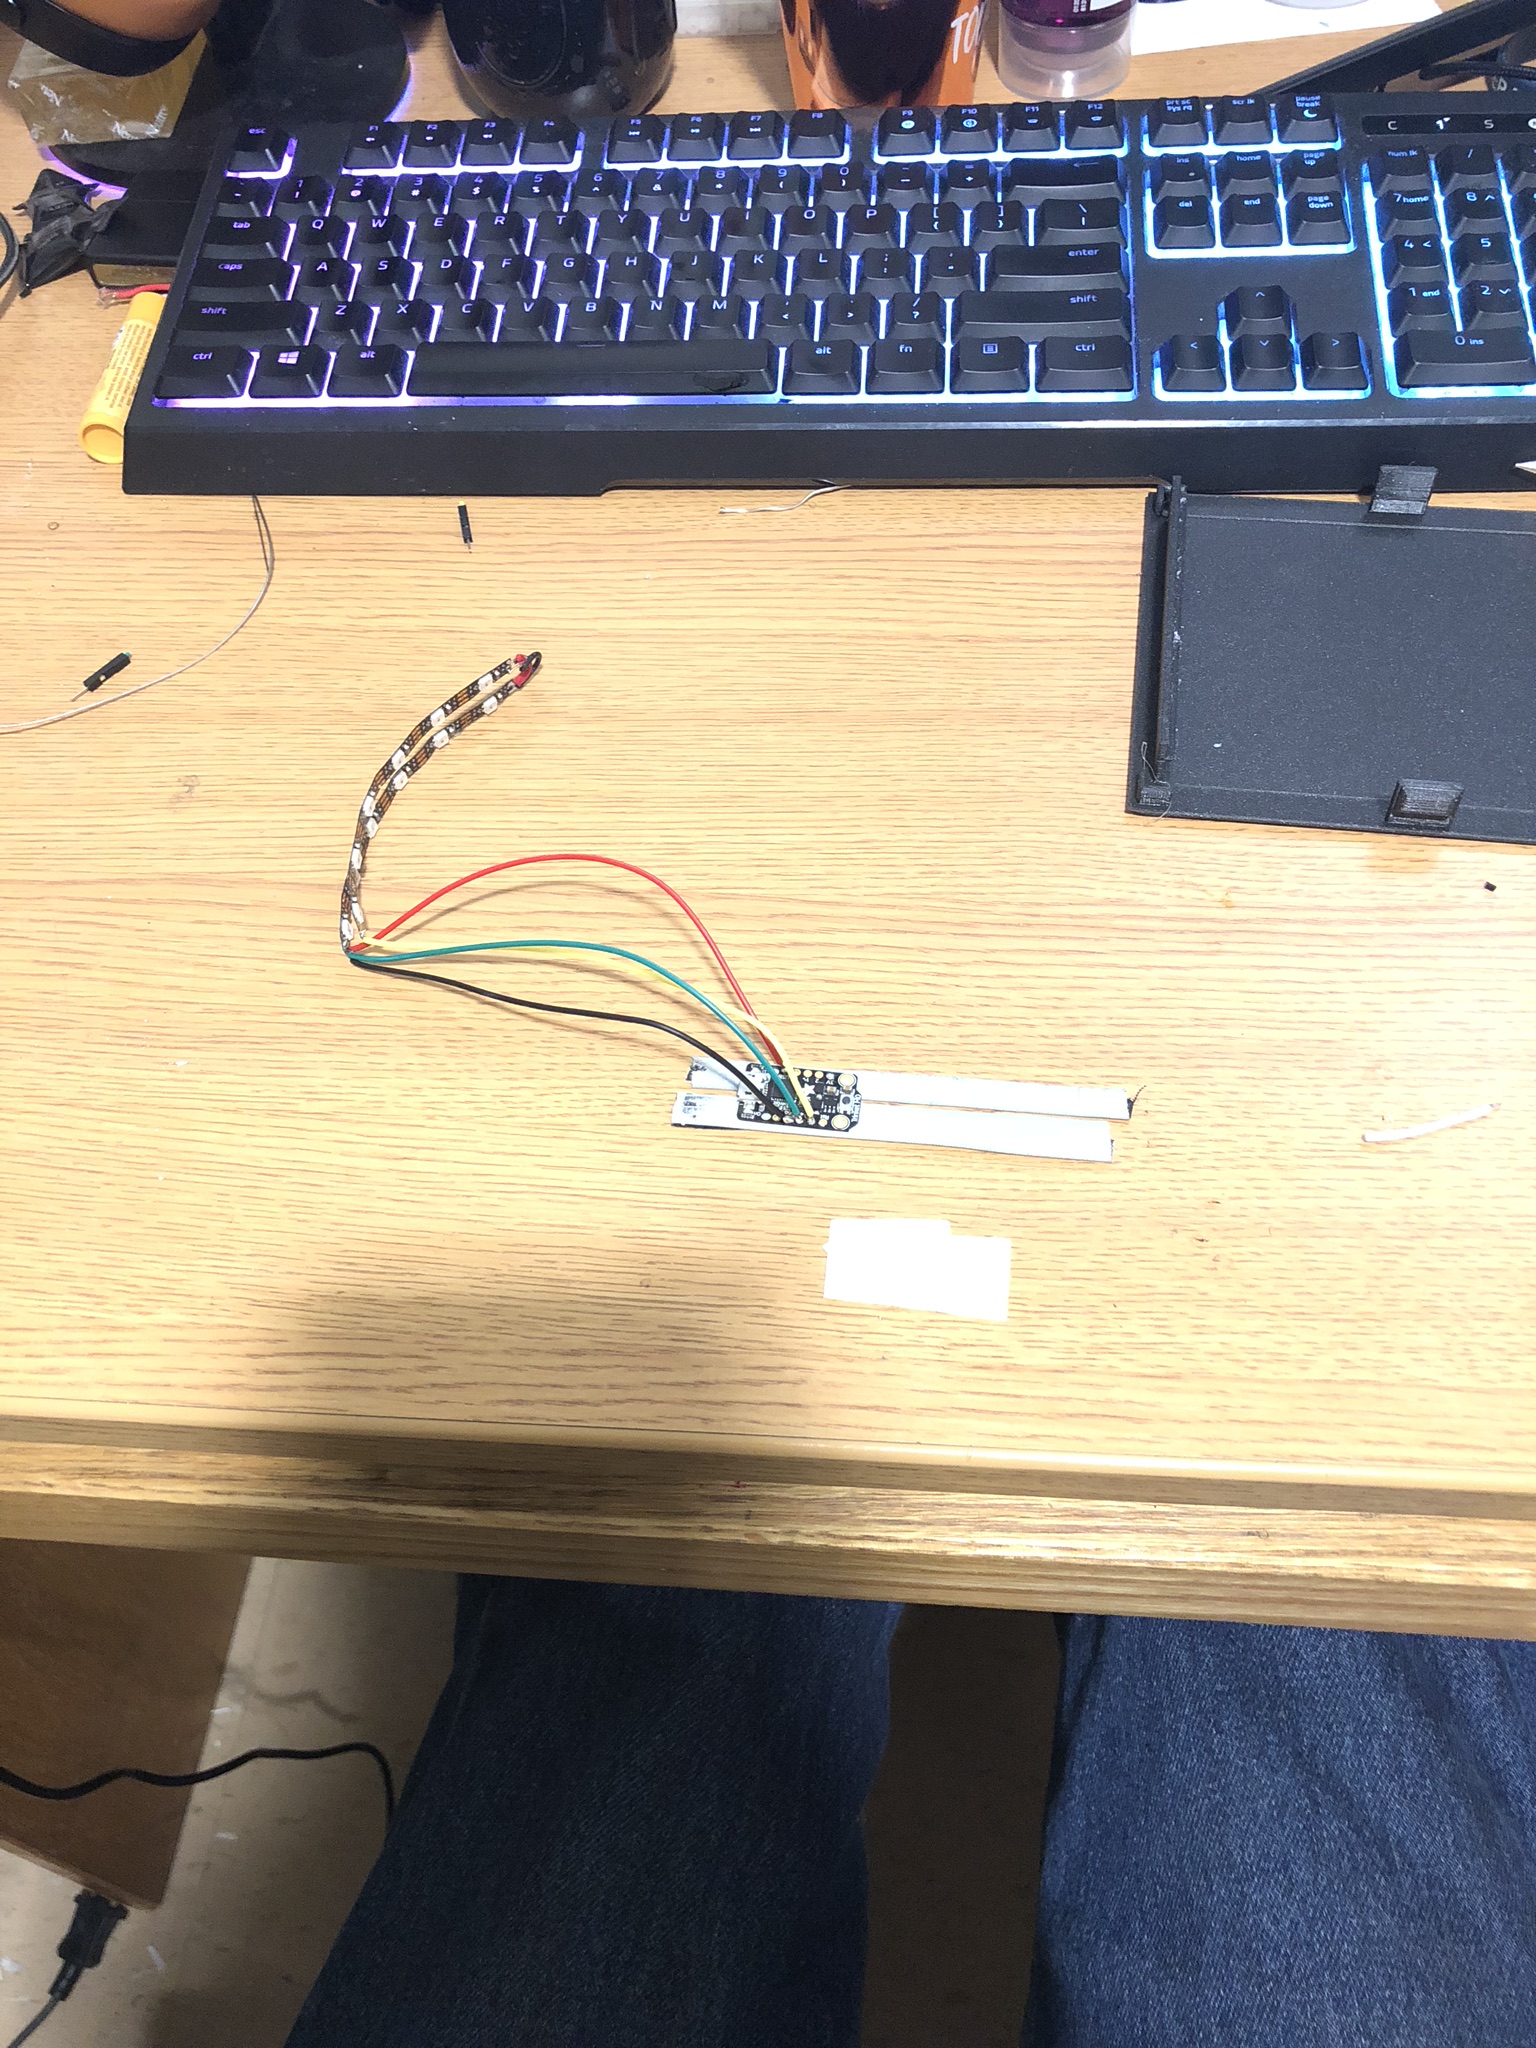 TO
esc F1 F2 F3 F4 F5 F6 F7 F8 F9 F10 F11 F12 prt sc sys rq scr lk pause break
C S
1 ! 2 3 # 4 $ 5 % 6 ^ 7 & 8 * 9 ( 0 ) ins home page up num lk /
tab Q W E R T Y U I O P [ { ] } \ | del end page down 7 home 8 ^
caps A S D F G H J K L ; : ' " enter 4 < 5
shift Z X C V B N M , < . > / ? shift ^ 1 end 2
ctrl alt alt fn ctrl < > 0 ins